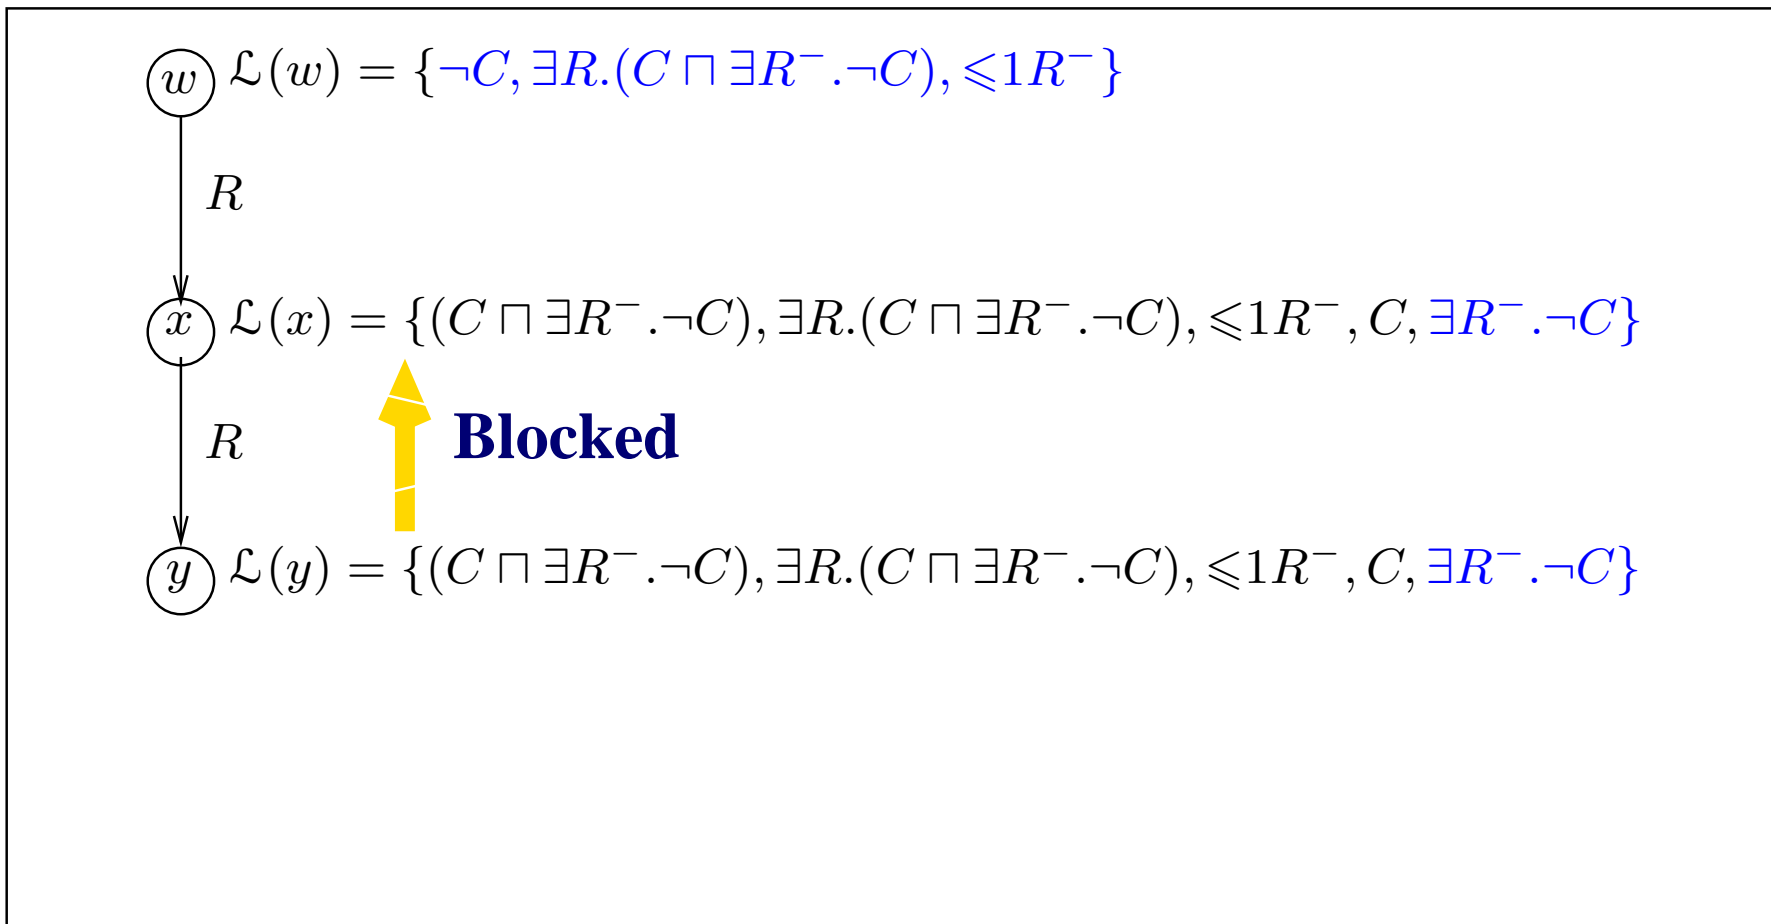 w ℒ(w) = {¬C, ∃R.(C ⊓ ∃R⁻.¬C), ⩽1R⁻}
R
x ℒ(x) = {(C ⊓ ∃R⁻.¬C), ∃R.(C ⊓ ∃R⁻.¬C), ⩽1R⁻, C, ∃R⁻.¬C}
R Blocked
y ℒ(y) = {(C ⊓ ∃R⁻.¬C), ∃R.(C ⊓ ∃R⁻.¬C), ⩽1R⁻, C, ∃R⁻.¬C}